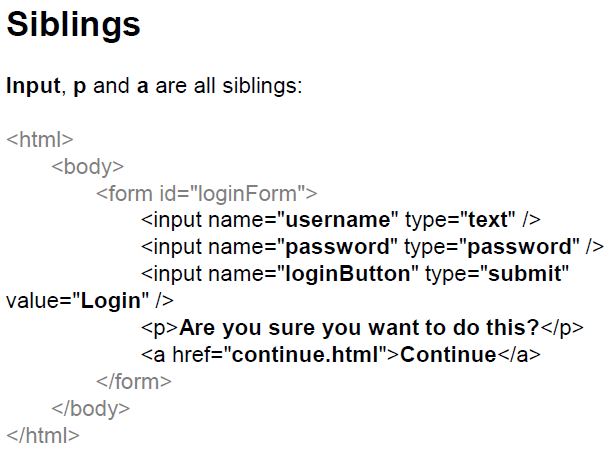 Siblings
Input, p and a are all siblings:
<html>
<body>
<form id="loginForm">
<input name="username" type="text" />
<input name="password" type="password" />
<input name="loginButton" type="submit"
value="Login" />
<p>Are you sure you want to do this?</p>
<a href="continue.html">Continue</a>
</form>
</body>
</html>